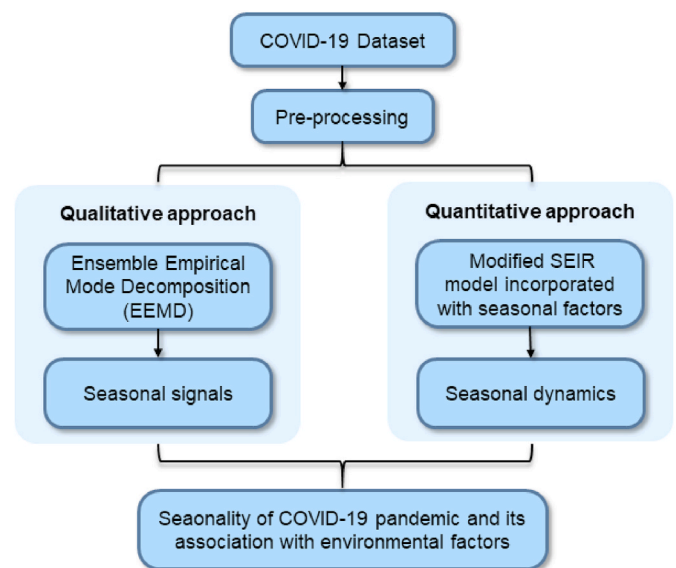 COVID-19 Dataset
Pre-processing
Qualitative approach
Ensemble Empirical
Mode Decomposition
(EEMD)
Seasonal signals
Quantitative approach
Modified SEIR
model incorporated
with seasonal factors
Seasonal dynamics
Seaonality of COVID-19 pandemic and its
association with environmental factors